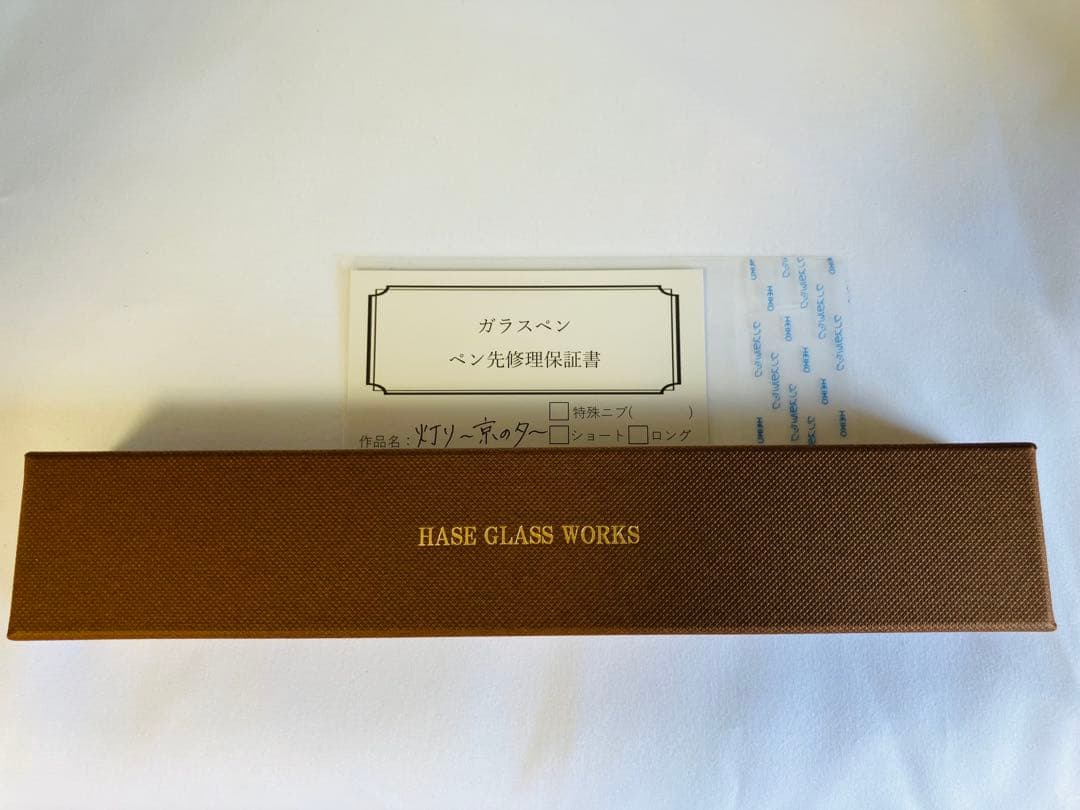 ガラスペン
ペン先修理保証書
□特殊ニブ(　　　)
作品名：灯り～京の夕～□ショート□ロング
HASE GLASS WORKS
HEIKO